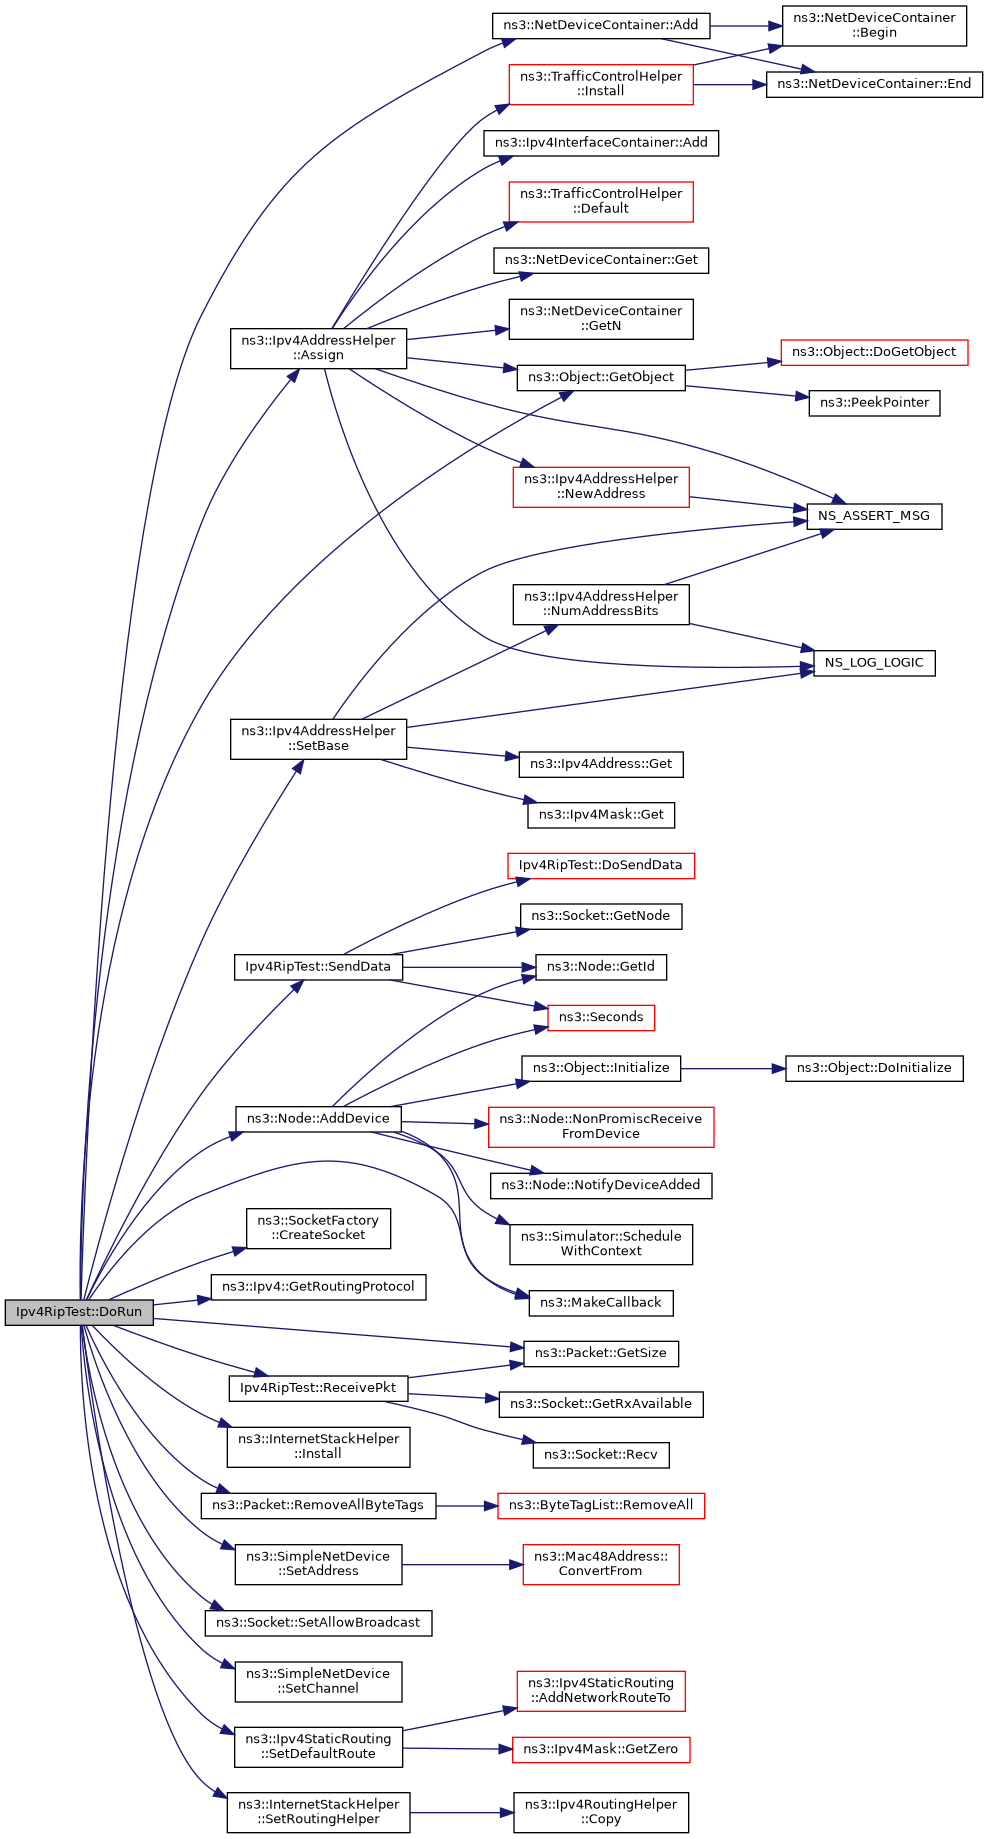 ns3::NetDeviceContainer::Add
ns3::NetDeviceContainer
::Begin
ns3::TrafficControlHelper
::Install
ns3::NetDeviceContainer::End
ns3::Ipv4InterfaceContainer::Add
ns3::TrafficControlHelper
::Default
ns3::NetDeviceContainer::Get
ns3::NetDeviceContainer
::GetN
ns3::Ipv4AddressHelper
::Assign
ns3::Object::DoGetObject
ns3::Object::GetObject
ns3::PeekPointer
ns3::Ipv4AddressHelper
::NewAddress
NS_ASSERT_MSG
ns3::Ipv4AddressHelper
::NumAddressBits
NS_LOG_LOGIC
ns3::Ipv4AddressHelper
::SetBase
ns3::Ipv4Address::Get
ns3::Ipv4Mask::Get
Ipv4RipTest::DoSendData
ns3::Socket::GetNode
Ipv4RipTest::SendData
ns3::Node::GetId
ns3::Seconds
ns3::Object::Initialize
ns3::Object::DoInitialize
ns3::Node::AddDevice
ns3::Node::NonPromiscReceive
FromDevice
ns3::Node::NotifyDeviceAdded
ns3::SocketFactory
::CreateSocket
ns3::Simulator::Schedule
WithContext
ns3::Ipv4::GetRoutingProtocol
ns3::MakeCallback
Ipv4RipTest::DoRun
ns3::Packet::GetSize
Ipv4RipTest::ReceivePkt
ns3::Socket::GetRxAvailable
ns3::InternetStackHelper
::Install
ns3::Socket::Recv
ns3::Packet::RemoveAllByteTags
ns3::ByteTagList::RemoveAll
ns3::SimpleNetDevice
::SetAddress
ns3::Mac48Address::
ConvertFrom
ns3::Socket::SetAllowBroadcast
ns3::SimpleNetDevice
::SetChannel
ns3::Ipv4StaticRouting
::AddNetworkRouteTo
ns3::Ipv4StaticRouting
::SetDefaultRoute
ns3::Ipv4Mask::GetZero
ns3::InternetStackHelper
::SetRoutingHelper
ns3::Ipv4RoutingHelper
::Copy